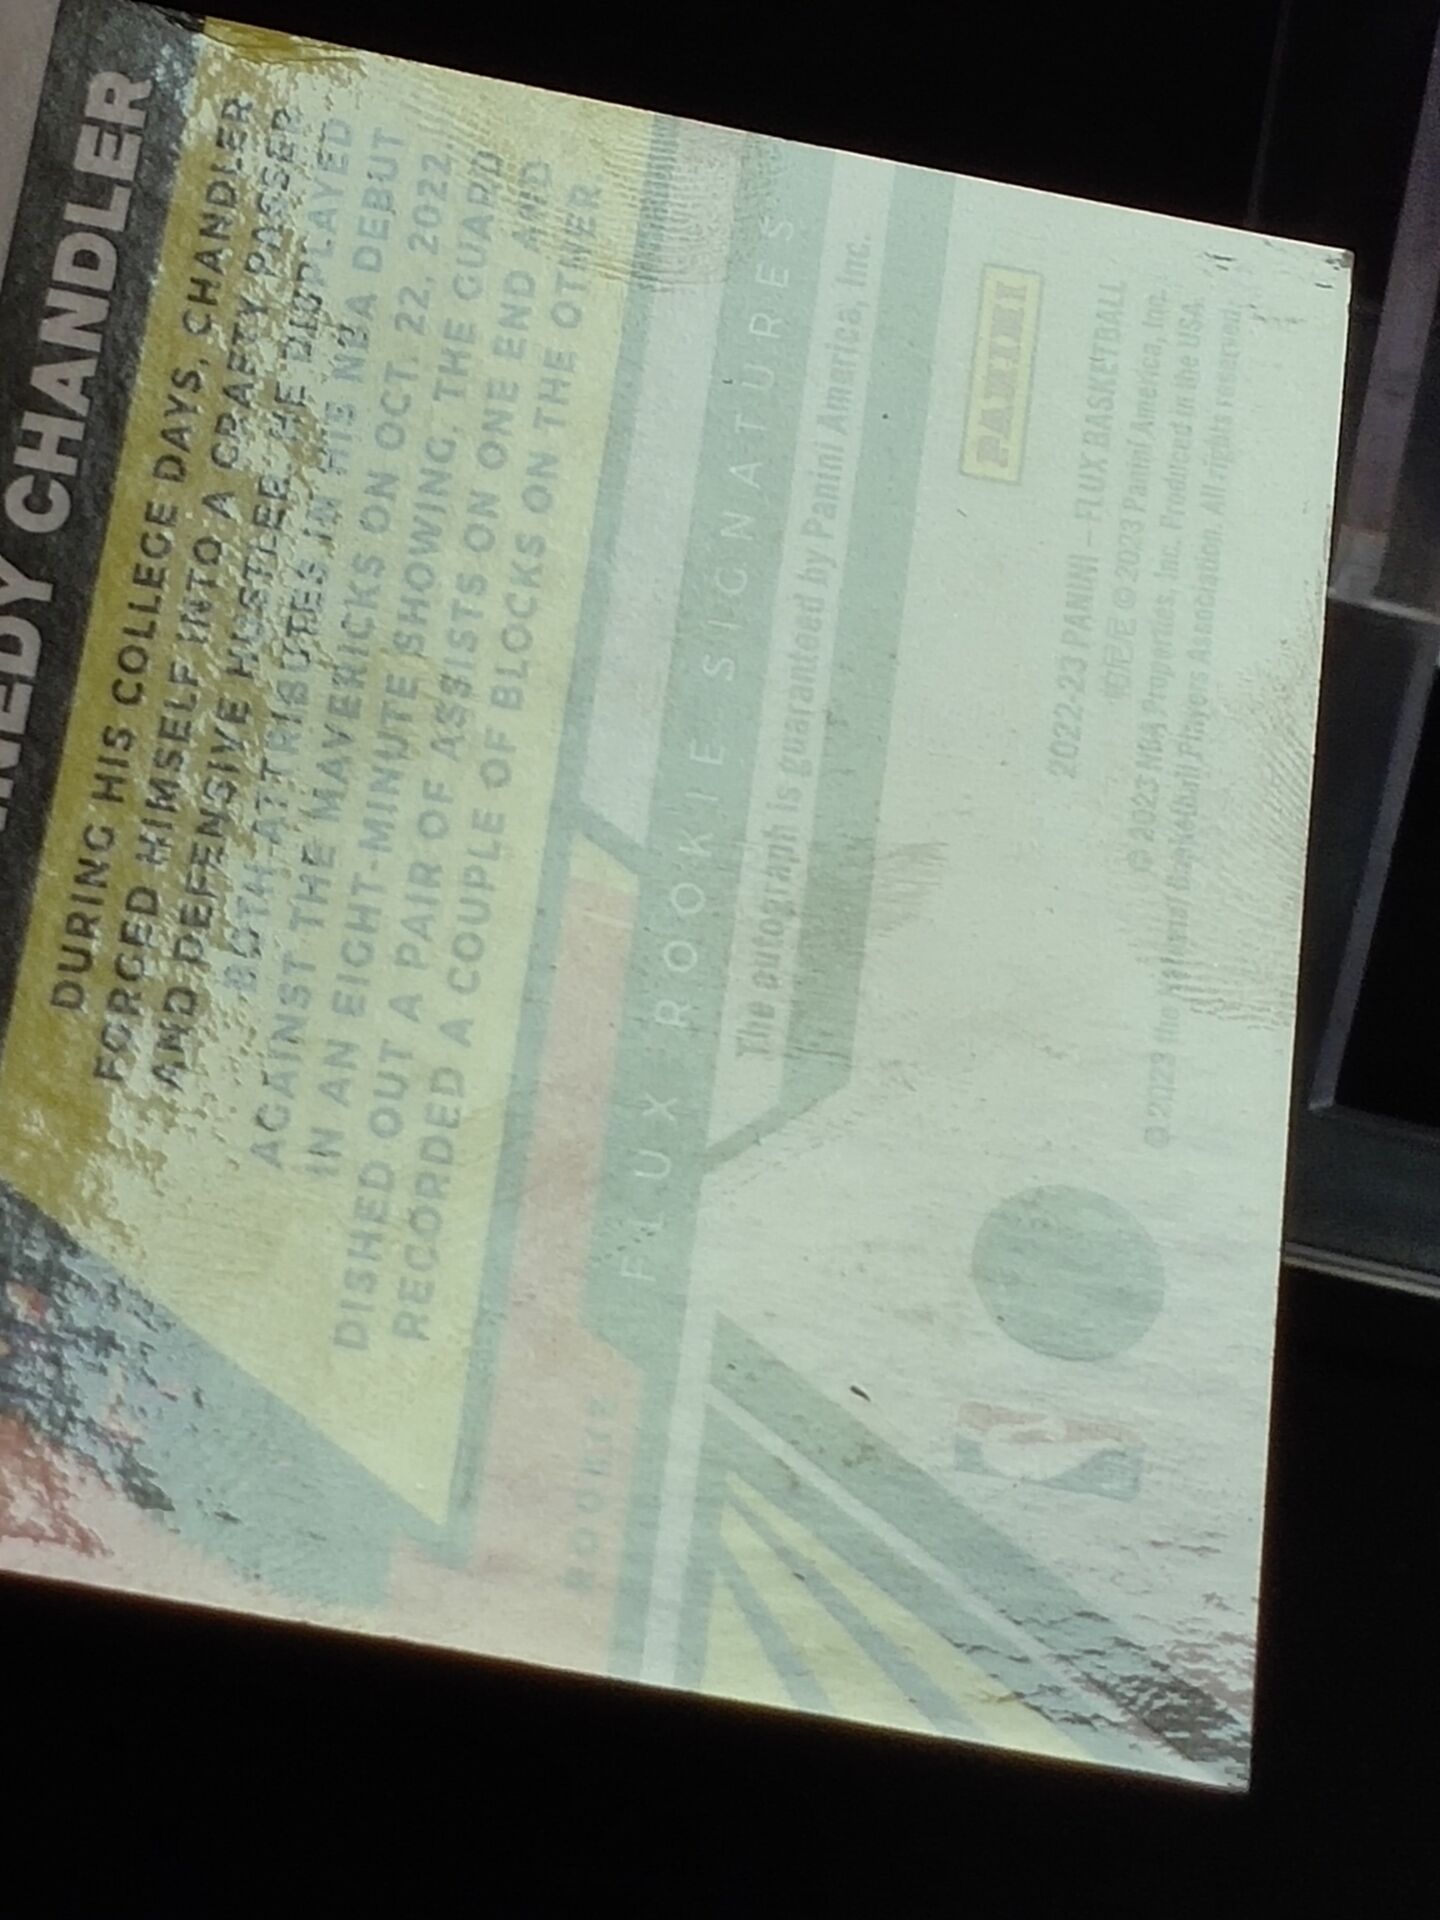 NEDY CHANDLER
DURING HIS COLLEGE DAYS, CHANDLER
FORGED HIMSELF INTO A CRAFTY PASSER
AND DEFENSIVE HUSTLER. HE DISPLAYED
BOTH ATTRIBUTES IN HIS NBA DEBUT
AGAINST THE MAVERICKS ON OCT. 22, 2022.
IN AN EIGHT-MINUTE SHOWING, THE GUARD
DISHED OUT A PAIR OF ASSISTS ON ONE END AND
RECORDED A COUPLE OF BLOCKS ON THE OTHER
ROOKIE
FLUX ROOKIE SIGNATURES
The autograph is guaranteed by Panini America, Inc.
PANINI
2022-23 PANINI – FLUX BASKETBALL
© 2023 Panini America, Inc.
© 2023 NBA Properties, Inc. Produced in the USA.
© 2023 the National Basketball Players Association. All rights reserved.